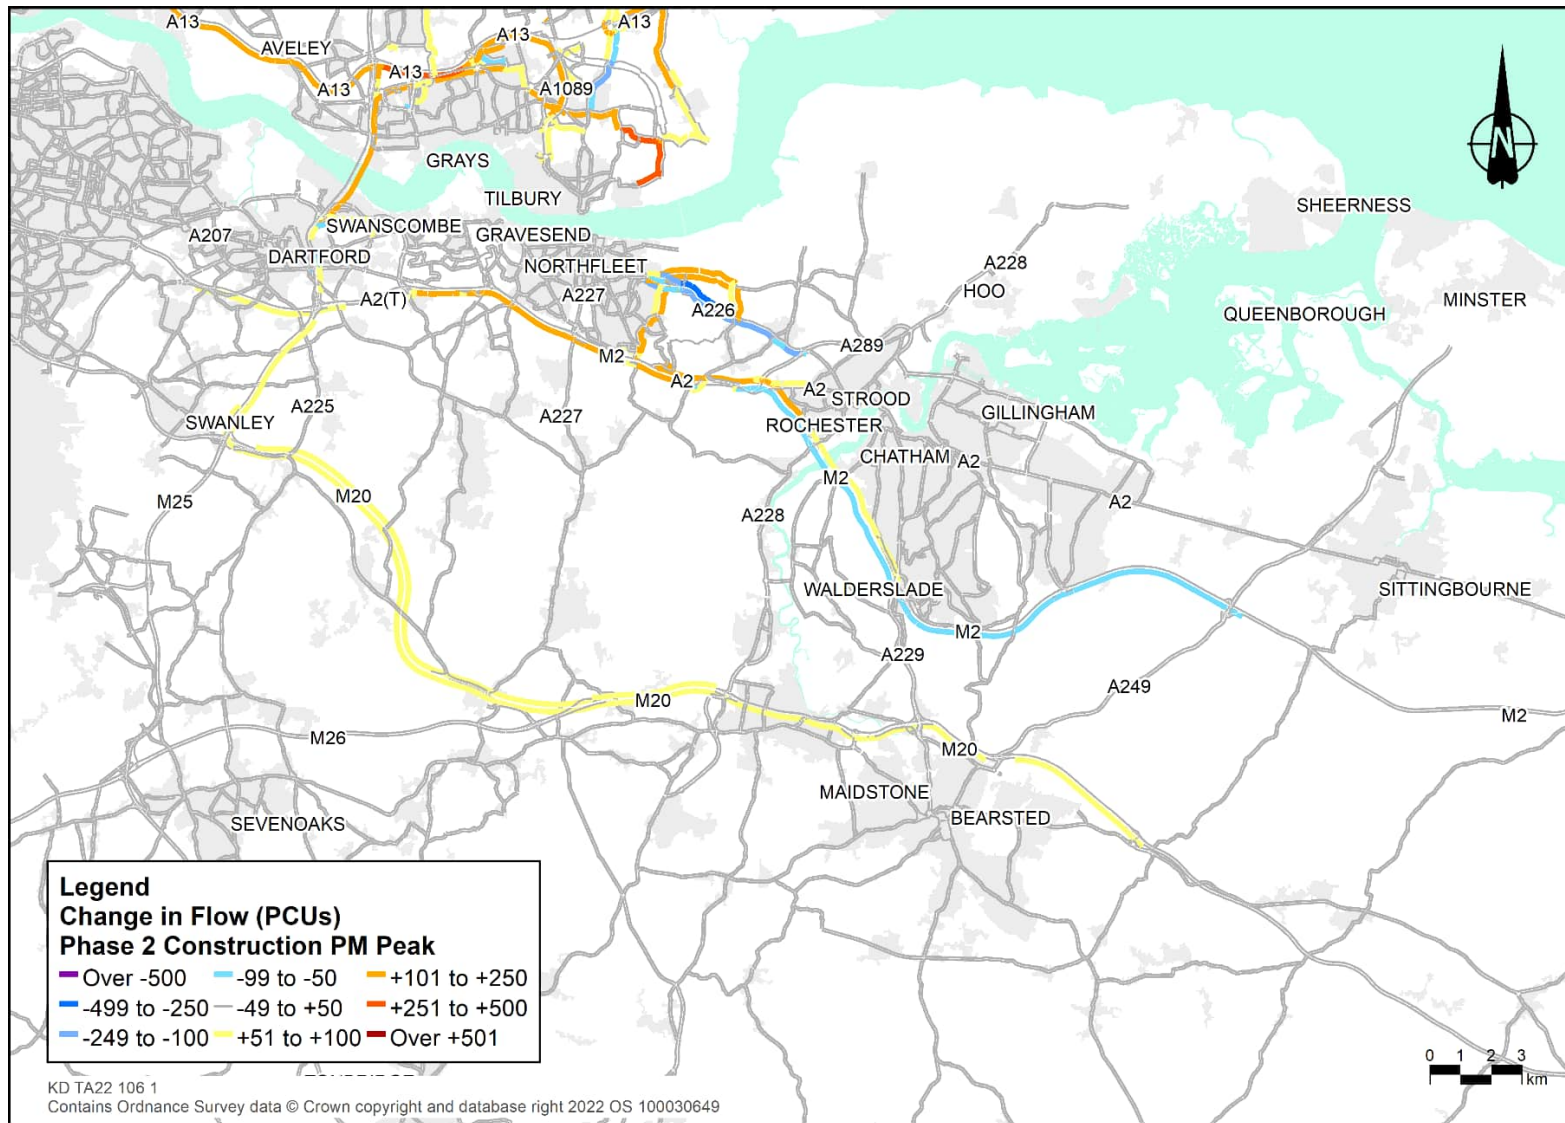 A13
A13
A13
AVELEY
A13
A13
A1089
GRAYS
TILBURY
SHEERNESS
SWANSCOMBE
A207
GRAVESEND
DARTFORD
NORTHFLEET
A228
HOO
A2(T)
A227
A226
MINSTER
QUEENBOROUGH
M2
A289
A2
A2
STROOD
SWANLEY
A225
A227
GILLINGHAM
ROCHESTER
CHATHAM
A2
M2
M25
M20
A228
A2
WALDERSLADE
SITTINGBOURNE
M2
A229
A249
M20
M2
M26
M20
MAIDSTONE
BEARSTED
SEVENOAKS
N
Legend
Change in Flow (PCUs)
Phase 2 Construction PM Peak
Over -500 -99 to -50 +101 to +250
-499 to -250 -49 to +50 +251 to +500
-249 to -100 +51 to +100 Over +501
0 1 2 3
km
KD TA22 106 1
Contains Ordnance Survey data © Crown copyright and database right 2022 OS 100030649